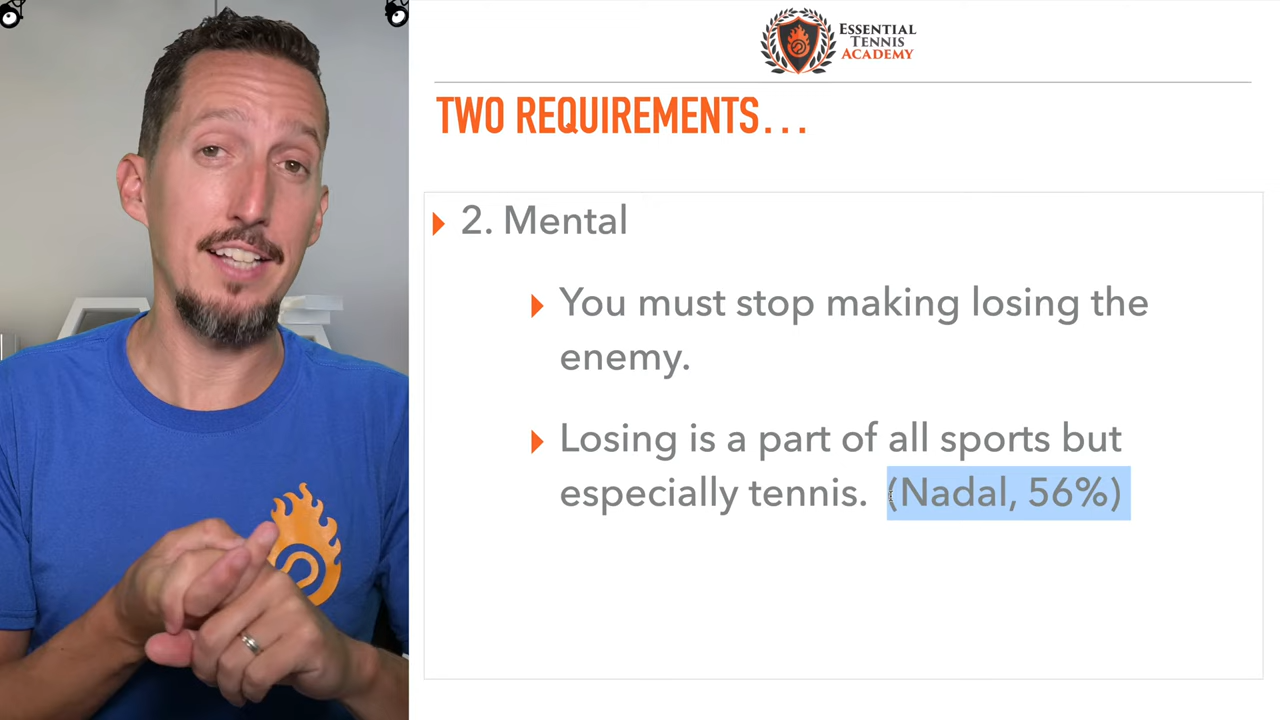 ESSENTIAL
TENNIS
ACADEMY
TWO REQUIREMENTS...
2. Mental
You must stop making losing the
enemy.
Losing is a part of all sports but
especially tennis. (Nadal, 56%)